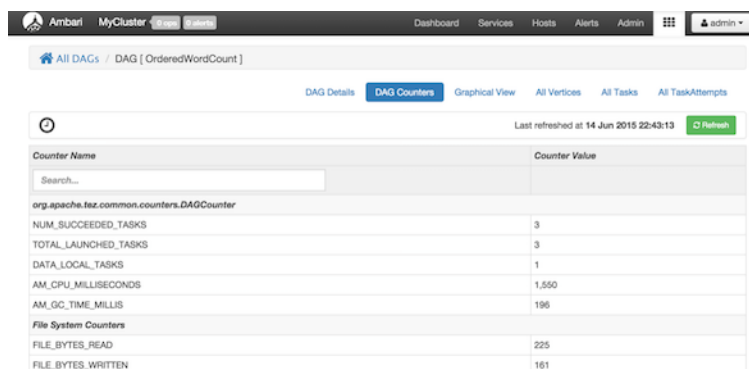 Ambari MyCluster 0 ops 0 alerts Dashboard Services Hosts Alerts Admin admin
All DAGs / DAG [ OrderedWordCount ]
DAG Details DAG Counters Graphical View All Vertices All Tasks All TaskAttempts
Last refreshed at 14 Jun 2015 22:43:13 Refresh
Counter Name Counter Value
Search...
org.apache.tez.common.counters.DAGCounter
NUM_SUCCEEDED_TASKS 3
TOTAL_LAUNCHED_TASKS 3
DATA_LOCAL_TASKS 1
AM_CPU_MILLISECONDS 1,550
AM_GC_TIME_MILLIS 196
File System Counters
FILE_BYTES_READ 225
FILE_BYTES_WRITTEN 161